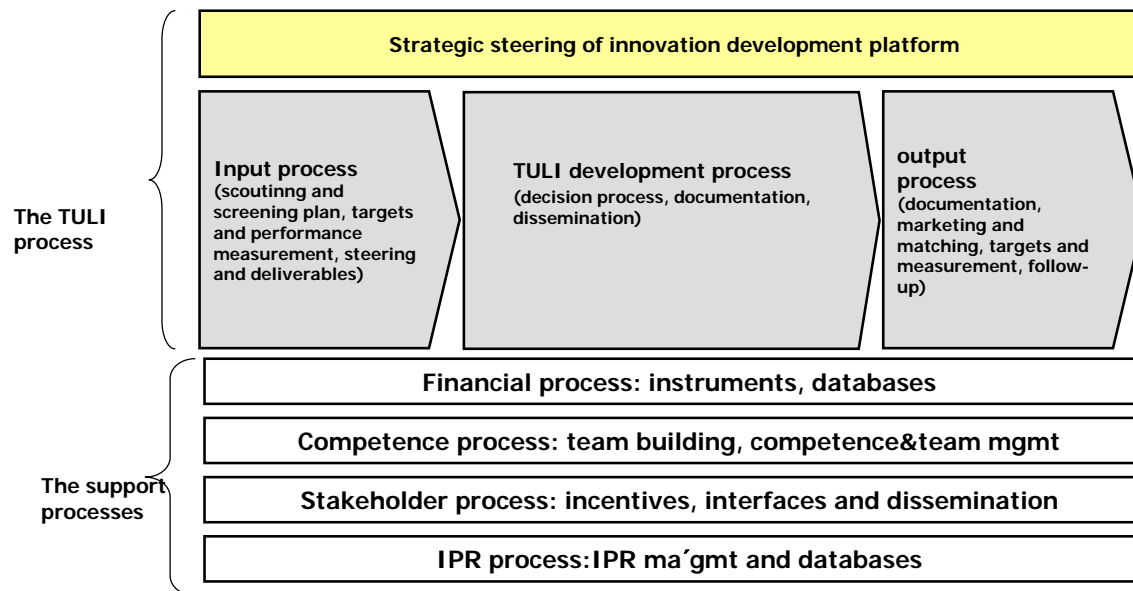 Strategic steering of innovation development platform
The TULI
process
Input process
(scoutinng and
screening plan, targets
and performance
measurement, steering
and deliverables)
TULI development process
(decision process, documentation,
dissemination)
output
process
(documentation,
marketing and
matching, targets and
measurement, follow-
up)
The support
processes
Financial process: instruments, databases
Competence process: team building, competence&team mgmt
Stakeholder process: incentives, interfaces and dissemination
IPR process:IPR ma´gmt and databases